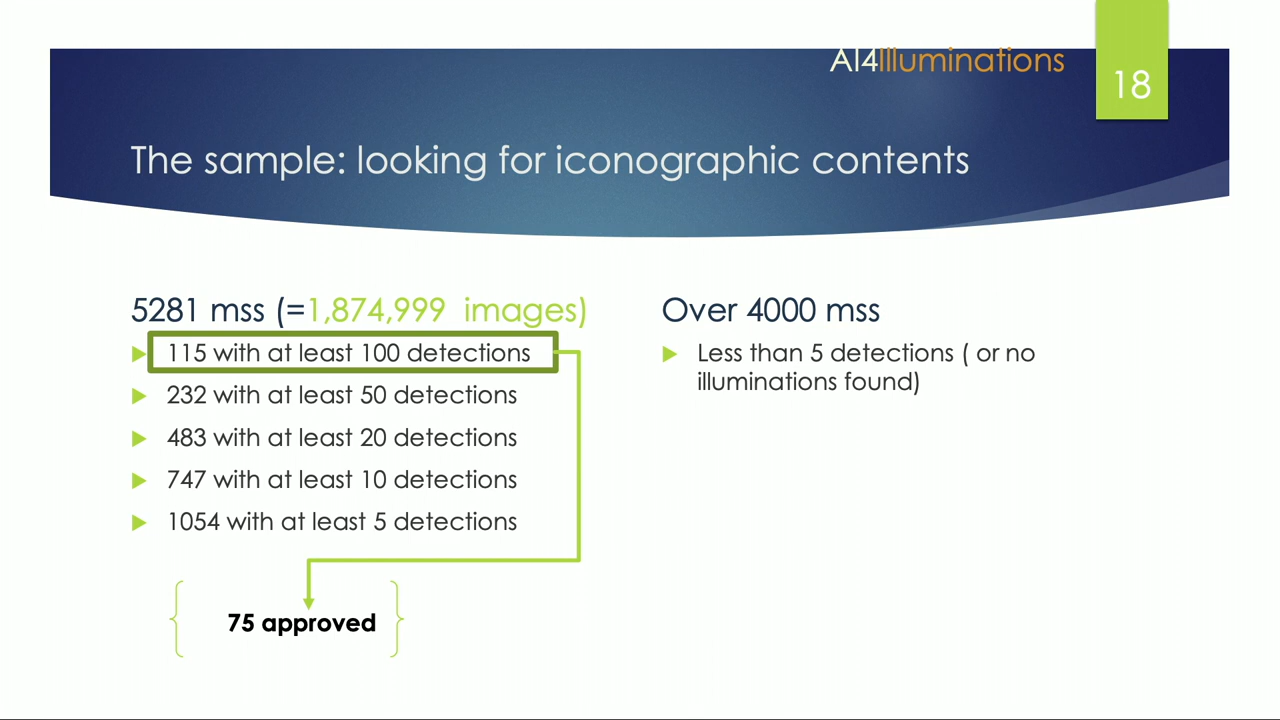 AI4Illuminations
18
The sample: looking for iconographic contents
5281 mss (=1,874,999 images)
115 with at least 100 detections
232 with at least 50 detections
483 with at least 20 detections
747 with at least 10 detections
1054 with at least 5 detections
75 approved
Over 4000 mss
Less than 5 detections ( or no
illuminations found)